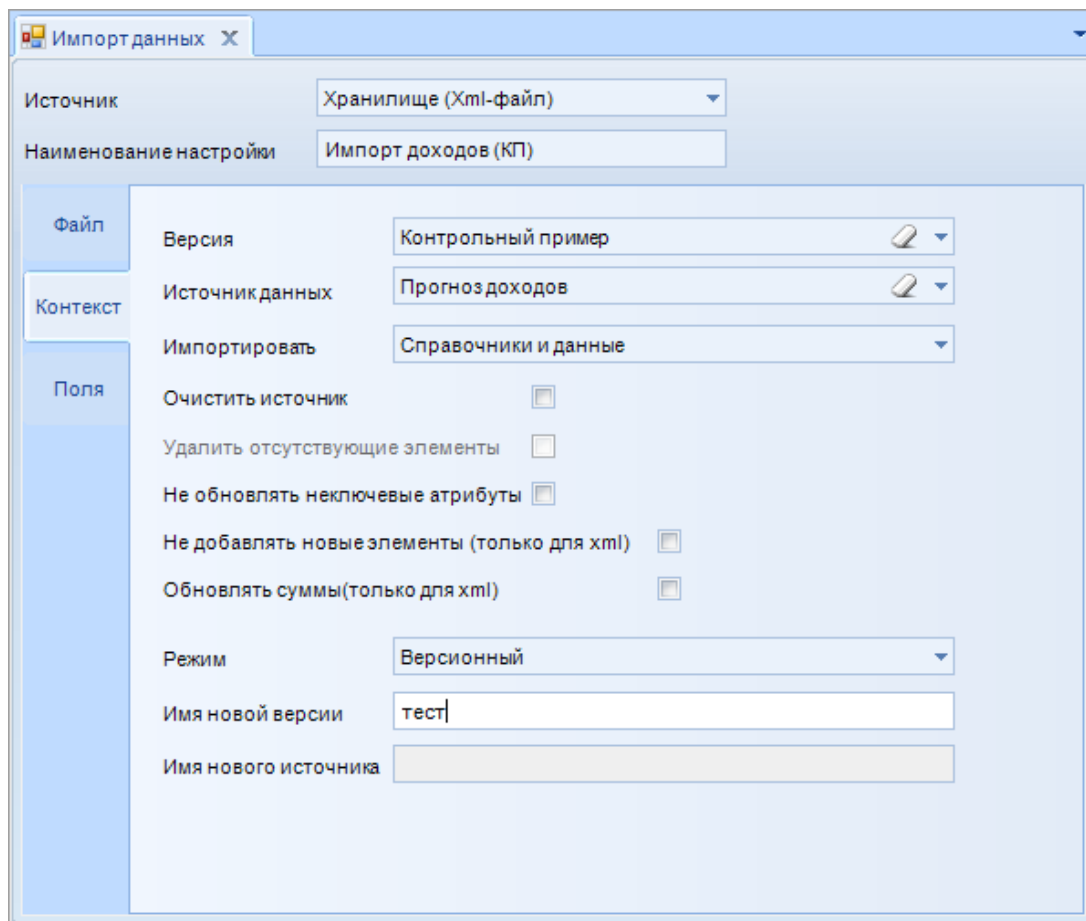 Импорт данных
Источник Хранилище (Xml-файл)
Наименование настройки Импорт доходов (КП)
Файл
Контекст
Поля
Версия Контрольный пример
Источник данных Прогноз доходов
Импортировать Справочники и данные
Очистить источник
Удалить отсутствующие элементы
Не обновлять неключевые атрибуты
Не добавлять новые элементы (только для xml)
Обновлять суммы(только для xml)
Режим Версионный
Имя новой версии тест
Имя нового источника